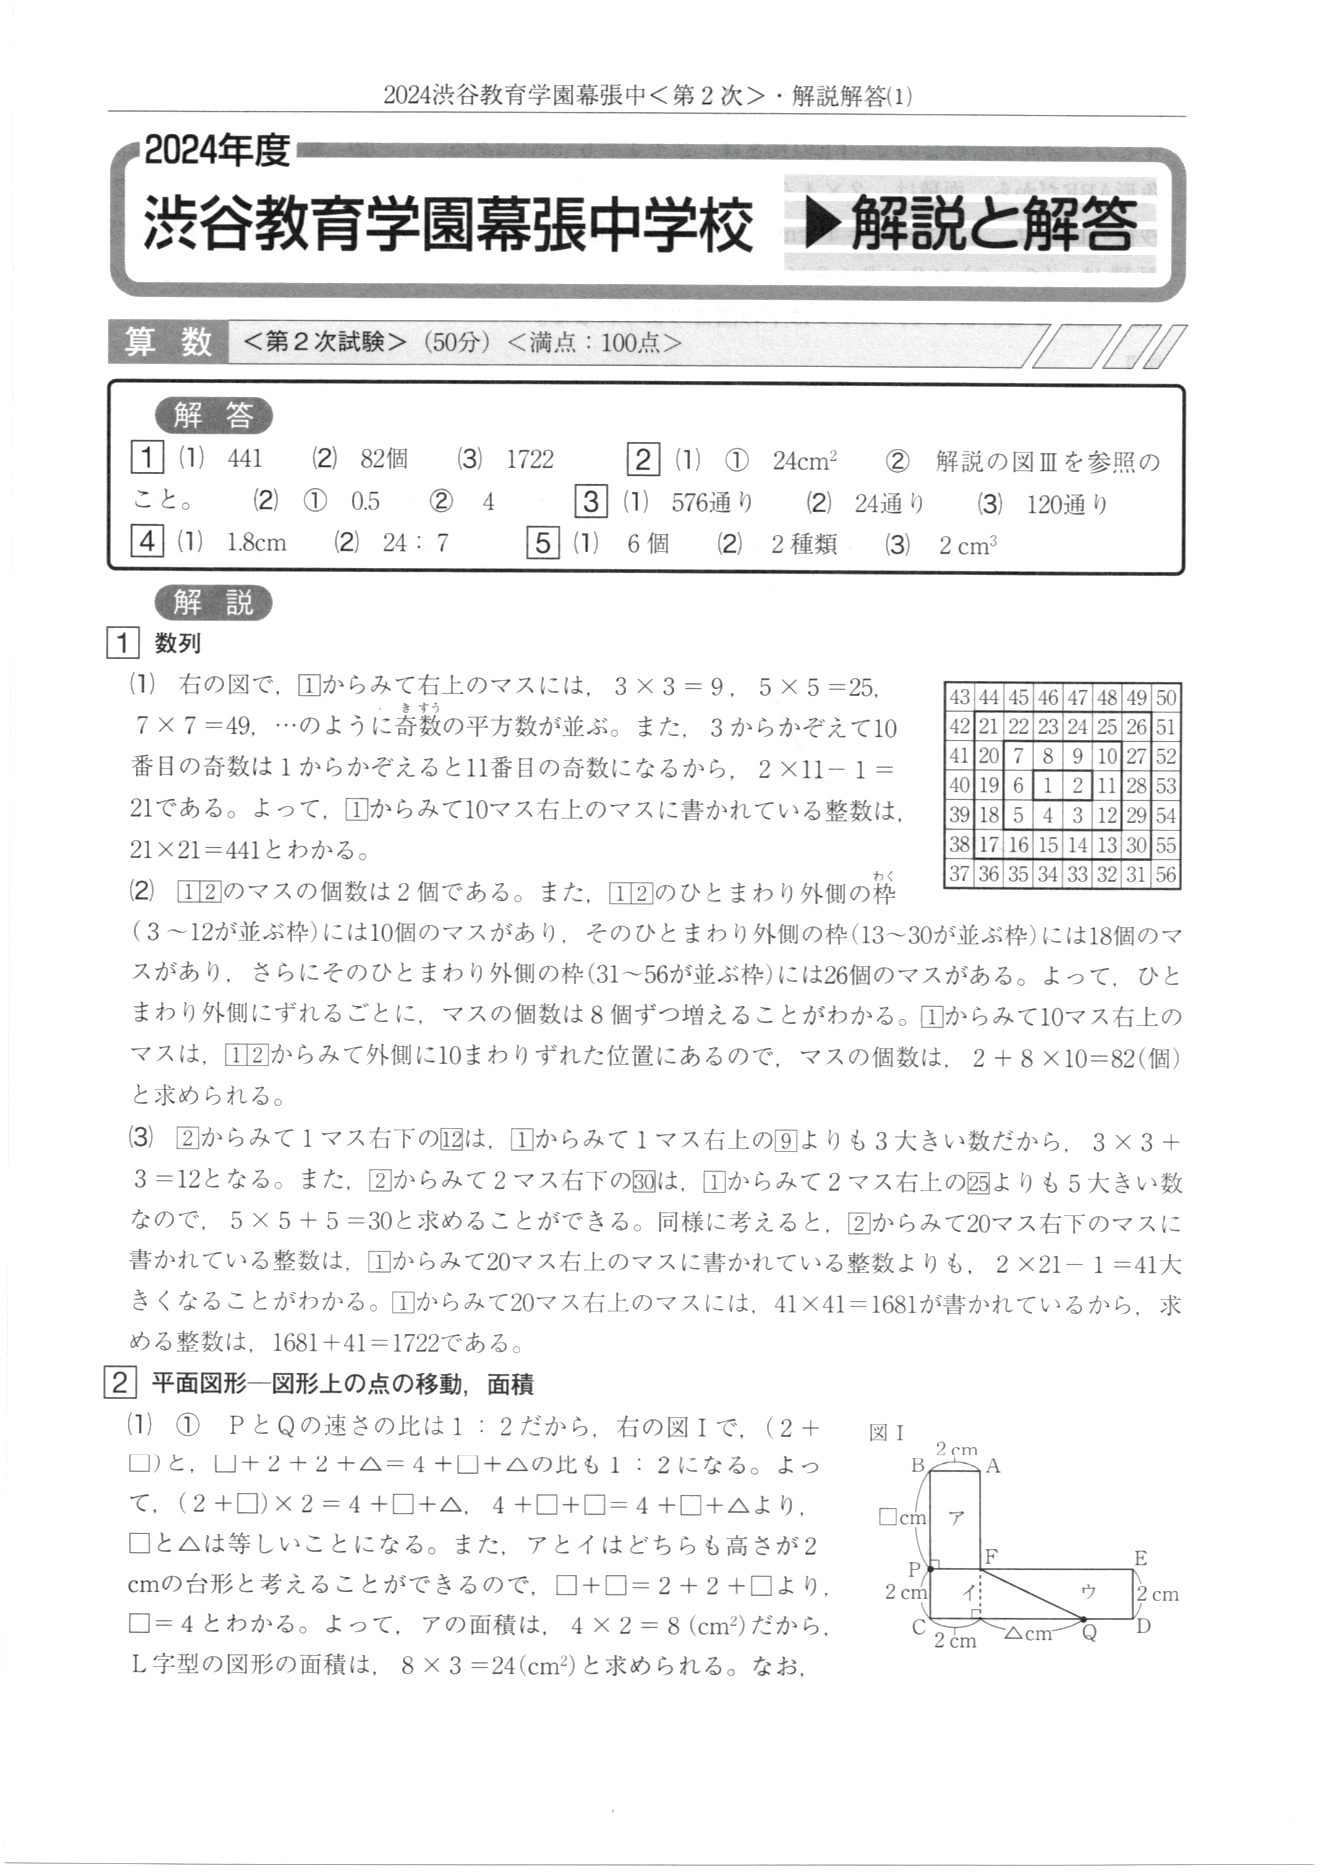 2024渋谷教育学園幕張中＜第２次＞・解説解答(1)
2024年度
渋谷教育学園幕張中学校 ▶解説と解答
算 数 ＜第２次試験＞（50分）＜満点：100点＞
解 答
1 (1) 441 (2) 82個 (3) 1722 2 (1) ① 24cm² ② 解説の図Ⅲを参照の
こと。 (2) ① 0.5 ② 4 3 (1) 576通り (2) 24通り (3) 120通り
4 (1) 1.8cm (2) 24：7 5 (1) 6個 (2) 2種類 (3) 2cm³
解 説
1 数列
(1) 右の図で，1からみて右上のマスには，３×３＝９，５×５＝25，
７×７＝49，…のように奇数の平方数が並ぶ。また，３からかぞえて10
きすう
番目の奇数は１からかぞえると11番目の奇数になるから，２×11－１＝
21である。よって，1からみて10マス右上のマスに書かれている整数は，
21×21＝441とわかる。
43 44 45 46 47 48 49 50
42 21 22 23 24 25 26 51
41 20 7 8 9 10 27 52
40 19 6 1 2 11 28 53
39 18 5 4 3 12 29 54
38 17 16 15 14 13 30 55
37 36 35 34 33 32 31 56
(2) 12のマスの個数は２個である。また，12のひとまわり外側の枠
わく
（３～12が並ぶ枠）には10個のマスがあり，そのひとまわり外側の枠（13～30が並ぶ枠）には18個のマ
スがあり，さらにそのひとまわり外側の枠（31～56が並ぶ枠）には26個のマスがある。よって，ひと
まわり外側にずれるごとに，マスの個数は８個ずつ増えることがわかる。1からみて10マス右上の
マスは，12からみて外側に10まわりずれた位置にあるので，マスの個数は，２＋８×10＝82（個）
と求められる。
(3) 2からみて１マス右下の12は，1からみて１マス右上の9よりも３大きい数だから，３×３＋
３＝12となる。また，2からみて２マス右下の30は，1からみて２マス右上の25よりも５大きい数
なので，５×５＋５＝30と求めることができる。同様に考えると，2からみて20マス右下のマスに
書かれている整数は，1からみて20マス右上のマスに書かれている整数よりも，２×21－１＝41大
きくなることがわかる。1からみて20マス右上のマスには，41×41＝1681が書かれているから，求
める整数は，1681＋41＝1722である。
2 平面図形―図形上の点の移動，面積
(1) ① PとQの速さの比は１：２だから，右の図Ⅰで，（２＋
□）と，□＋２＋２＋△＝４＋□＋△の比も１：２になる。よっ
て，（２＋□）×２＝４＋□＋△，４＋□＋□＝４＋□＋△より，
□と△は等しいことになる。また，アとイはどちらも高さが２
cmの台形と考えることができるので，□＋□＝２＋２＋□より，
□＝４とわかる。よって，アの面積は，４×２＝８(cm²)だから，
Ｌ字型の図形の面積は，８×３＝24(cm²)と求められる。なお，
図Ⅰ
2cm
B A
□cm ア
P F E
2cm イ ウ 2cm
C 2cm △cm Q D